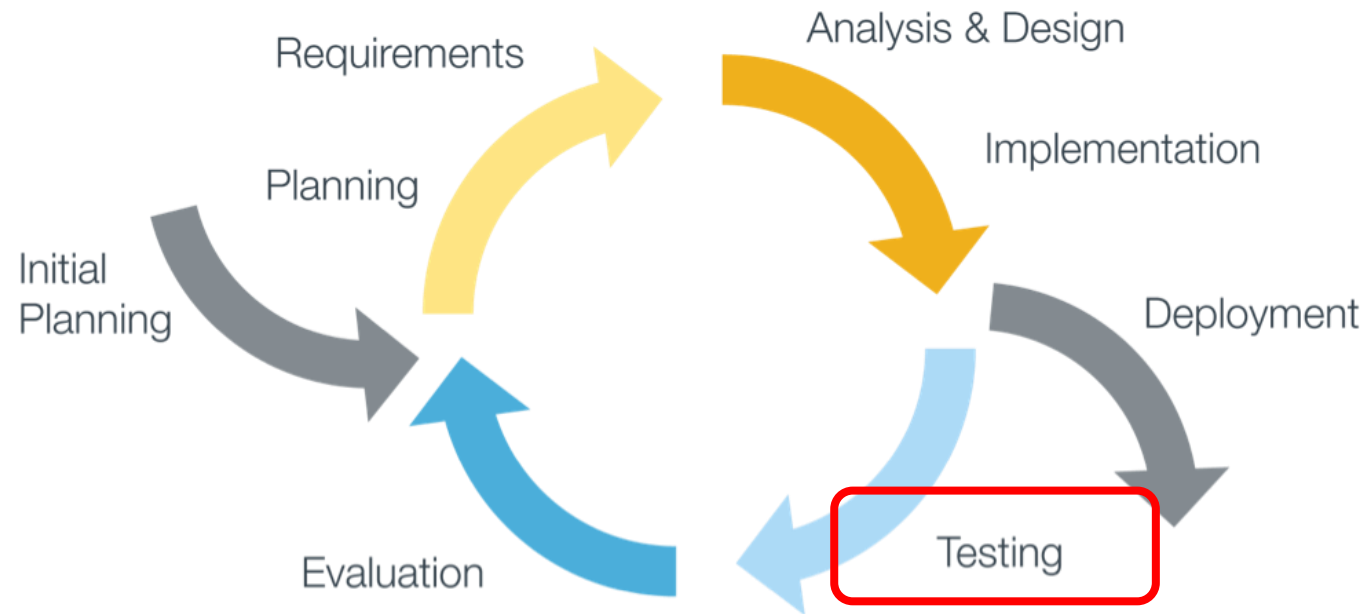 Analysis & Design
Requirements
Implementation
Planning
Initial
Planning
Deployment
Testing
Evaluation